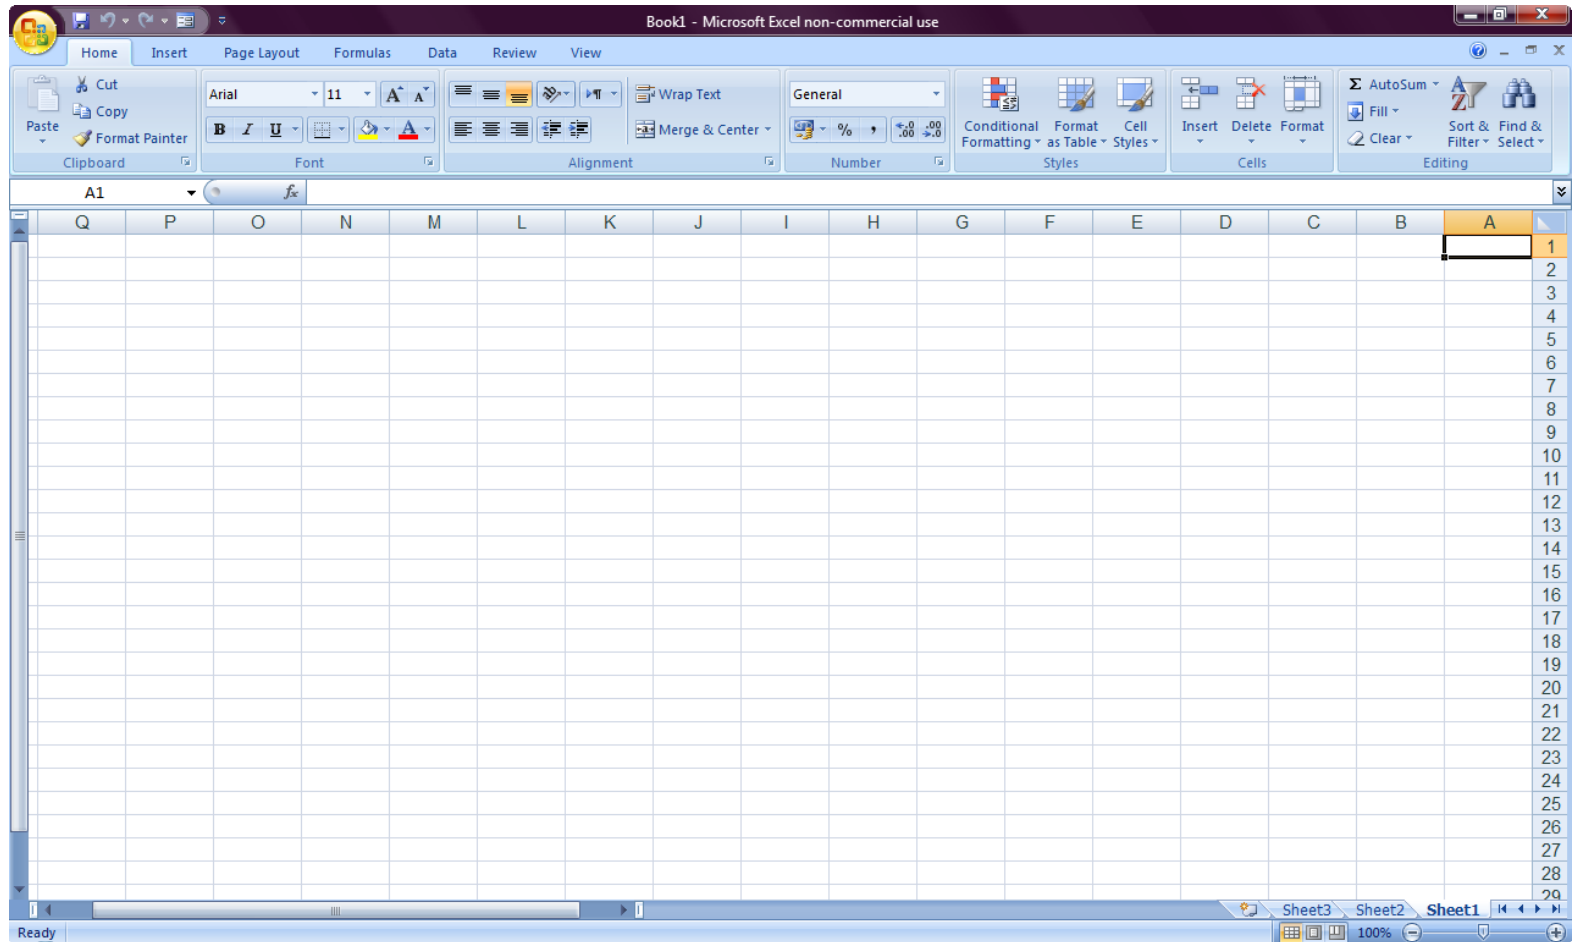 Book1 - Microsoft Excel non-commercial use
Home Insert Page Layout Formulas Data Review View
Paste
Cut
Copy
Format Painter
Clipboard
Arial 11
B I U A
Font
Wrap Text
Merge & Center
Alignment
General
% ,
Number
Conditional Formatting
Format as Table
Cell Styles
Styles
Insert Delete Format
Cells
Σ AutoSum
Fill
Clear
Sort & Filter
Find & Select
Editing
A1 fx
Q P O N M L K J I H G F E D C B A
1
2
3
4
5
6
7
8
9
10
11
12
13
14
15
16
17
18
19
20
21
22
23
24
25
26
27
28
29
Sheet3 Sheet2 Sheet1
Ready 100%